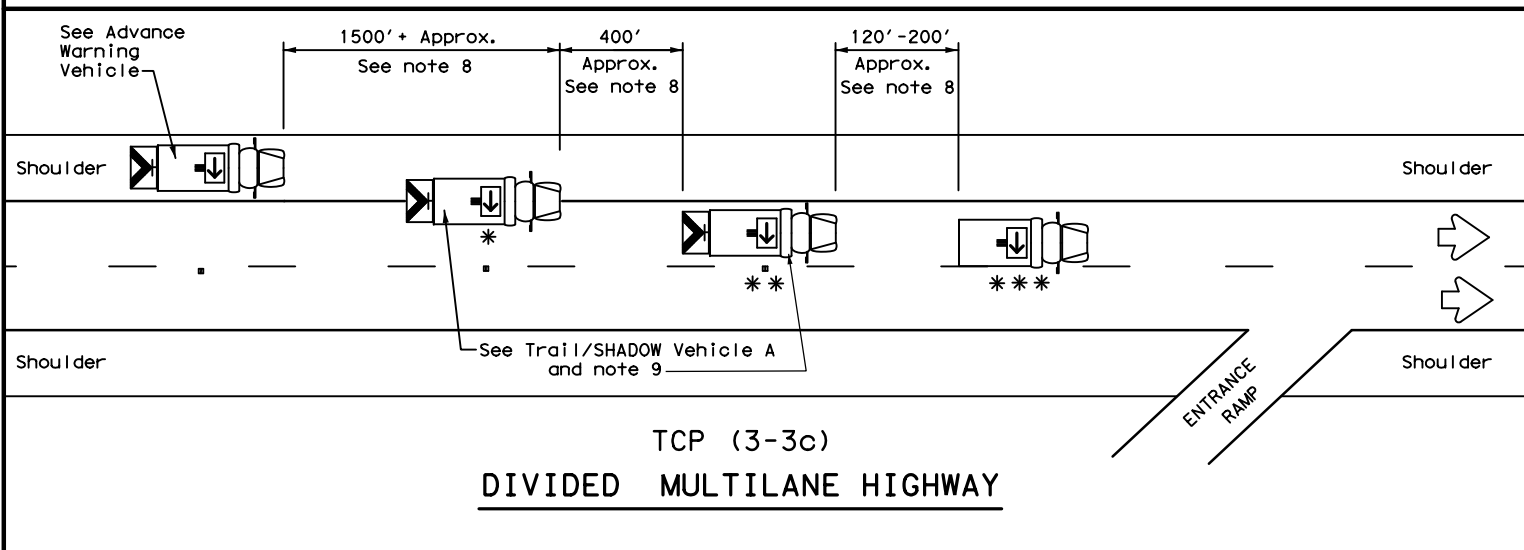 See Advance
Warning
Vehicle
1500'+ Approx.
See note 8
400'
Approx.
See note 8
120'-200'
Approx.
See note 8
Shoulder
Shoulder
*
**
***
See Trail/SHADOW Vehicle A
and note 9
Shoulder
Shoulder
ENTRANCE
RAMP
TCP (3-3c)
DIVIDED MULTILANE HIGHWAY